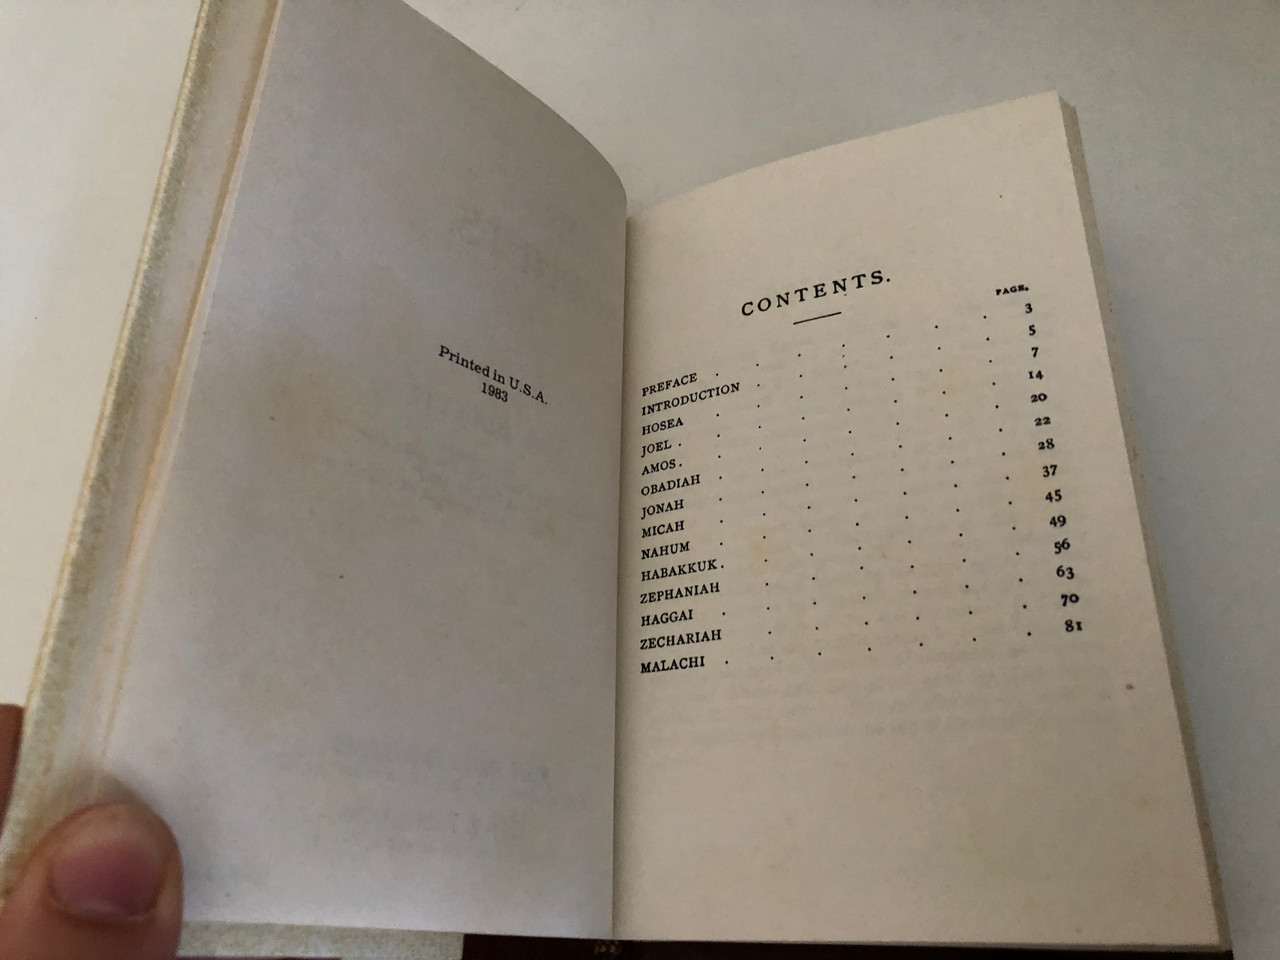 Printed in U.S.A.
1983
CONTENTS.
PAGE.
PREFACE . . . . . . . 3
INTRODUCTION . . . . . . 5
HOSEA . . . . . . . 7
JOEL . . . . . . . 14
AMOS . . . . . . . 20
OBADIAH . . . . . . . 22
JONAH . . . . . . . 28
MICAH . . . . . . . 37
NAHUM . . . . . . . 45
HABAKKUK . . . . . . . 49
ZEPHANIAH . . . . . . 56
HAGGAI . . . . . . . 63
ZECHARIAH . . . . . . 70
MALACHI . . . . . . . 81